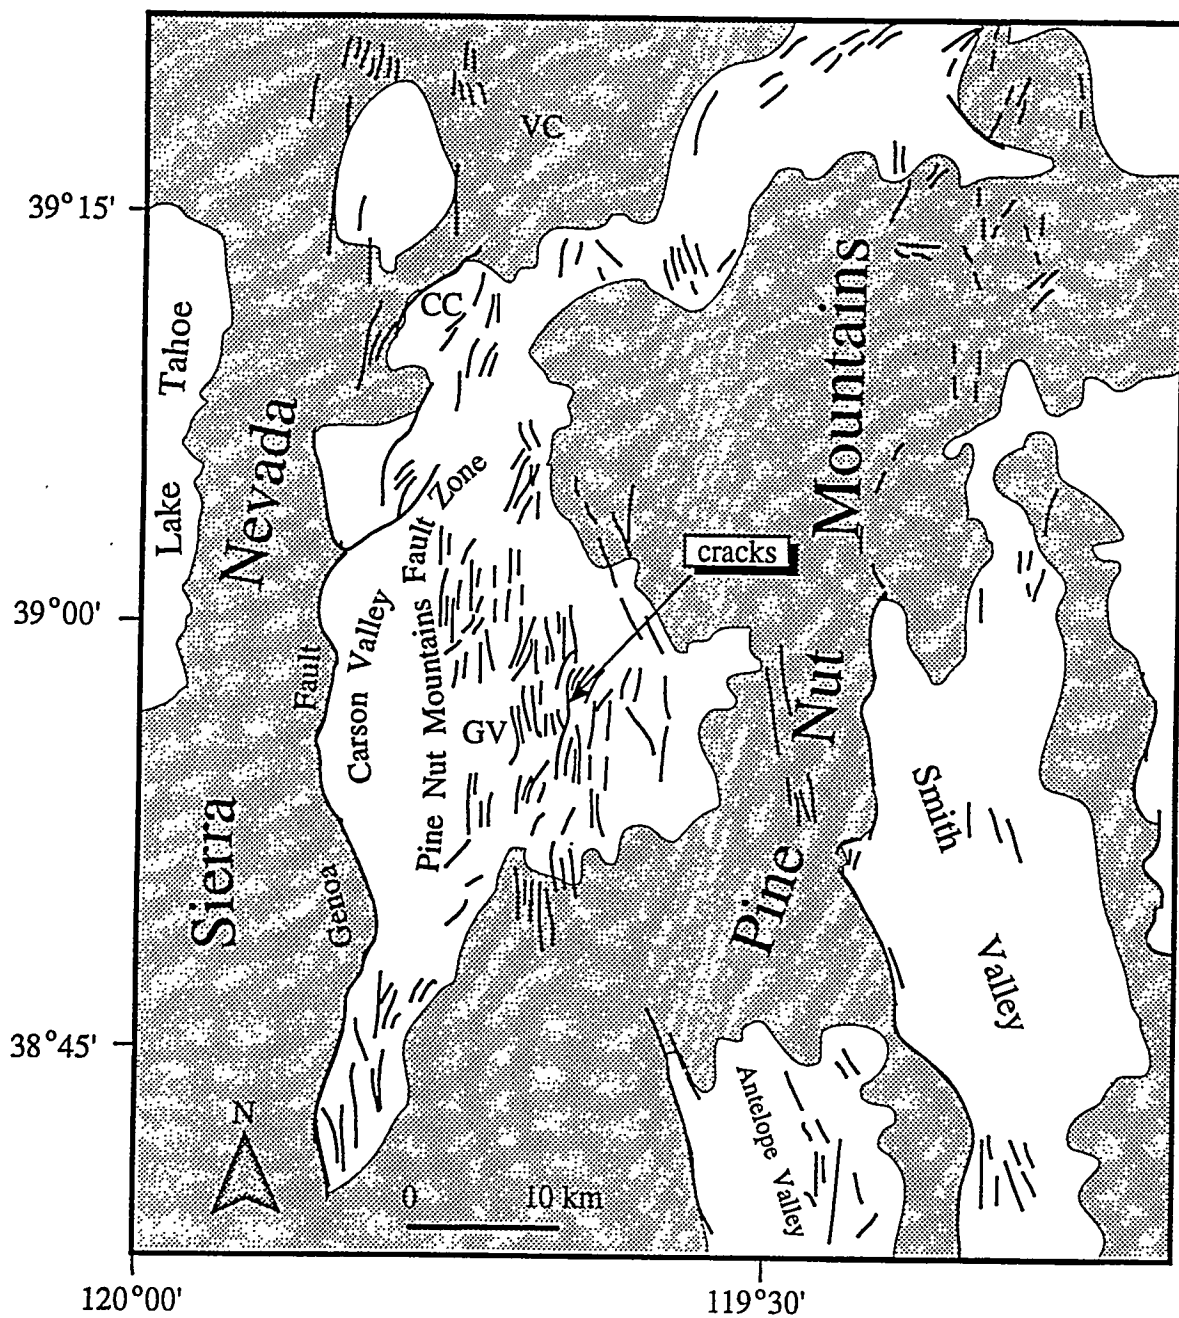 VC
39°15'
CC
Lake Tahoe
Sierra Nevada
Pine Nut Mountains
cracks
39°00'
Genoa Fault
Carson Valley
Pine Nut Mountains Fault Zone
GV
Smith Valley
38°45'
Antelope Valley
N
0 10 km
120°00' 119°30'